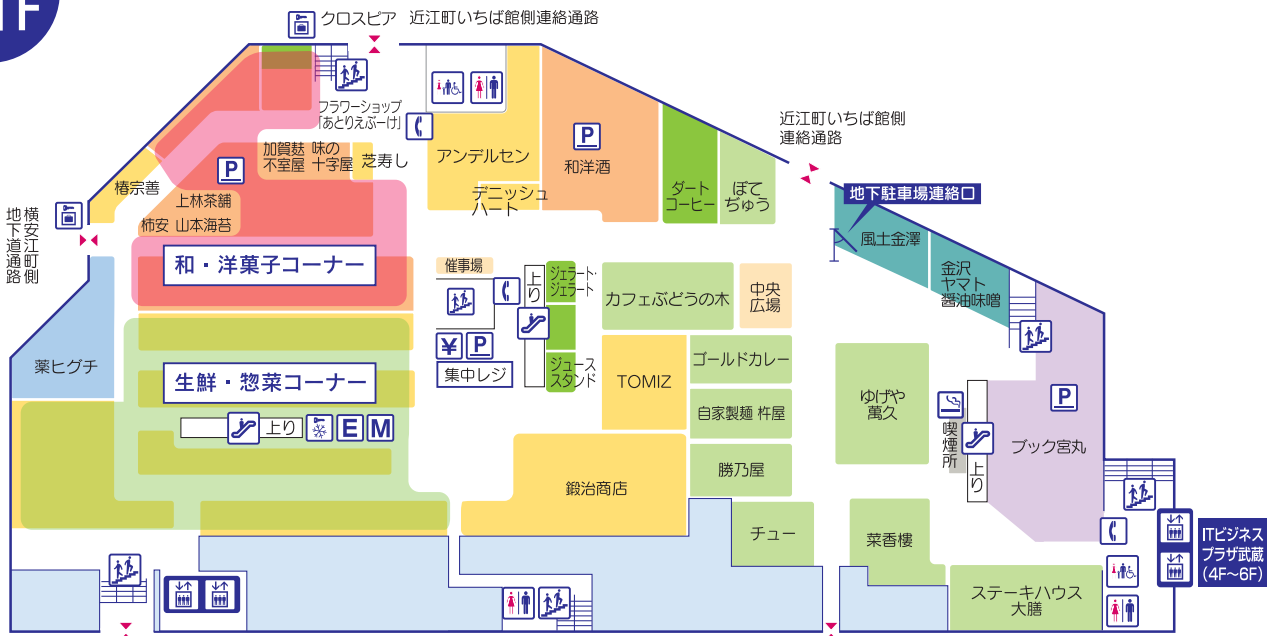 1F
クロスピア 近江町いちば館側連絡通路
フラワーショップ
「あとりえぶーけ」
近江町いちば館側
連絡通路
地下駐車場連絡口
加賀麸
不室屋
味の
十字屋
芝寿し
アンデルセン
デニッシュ
ハート
P
和洋酒
ダート
コーヒー
ぼて
ぢゅう
P
椿宗善
上林茶舗
柿安 山本海苔
横安江町側
地下道通路
和・洋菓子コーナー
催事場
上り
ジェラート・
ジェラート
カフェぶどうの木
中央
広場
風土金澤
金沢
ヤマト
醤油味噌
薬ヒグチ
生鮮・惣菜コーナー
上り
E
M
¥
P
集中レジ
ジュース
スタンド
TOMIZ
ゴールドカレー
自家製麺 杵屋
勝乃屋
ゆげや
萬久
喫煙所
上り
P
ブック宮丸
鍛治商店
チュー
菜香樓
ステーキハウス
大膳
ITビジネス
プラザ武蔵
(4F～6F)